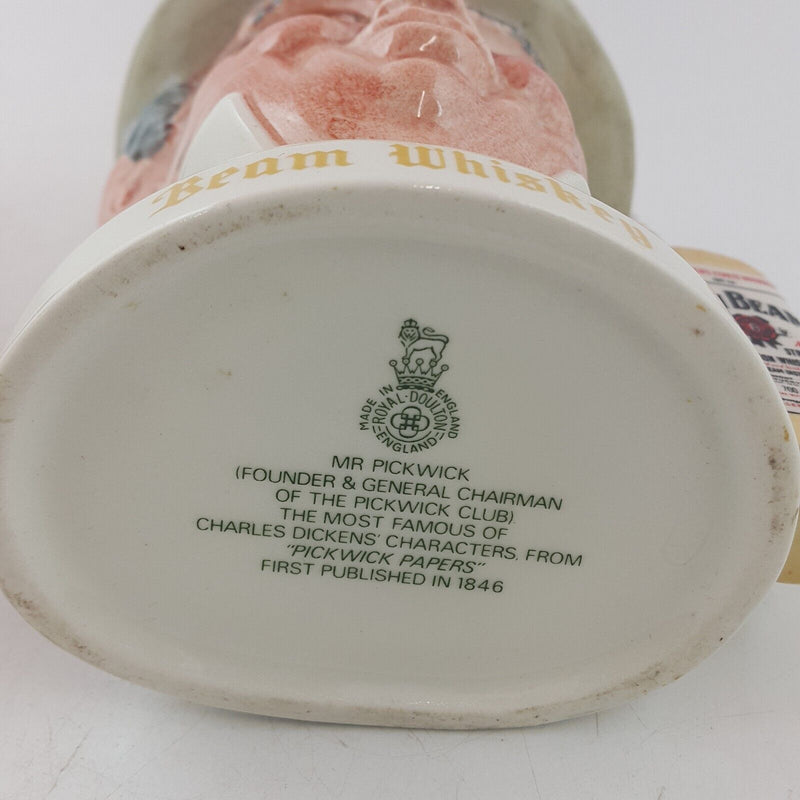 Beam Whiskey
MADE IN ENGLAND
ROYAL·DOULTON
ENGLAND
MR PICKWICK
(FOUNDER & GENERAL CHAIRMAN
OF THE PICKWICK CLUB).
THE MOST FAMOUS OF
CHARLES DICKENS' CHARACTERS, FROM
"PICKWICK PAPERS"
FIRST PUBLISHED IN 1846
BEAM